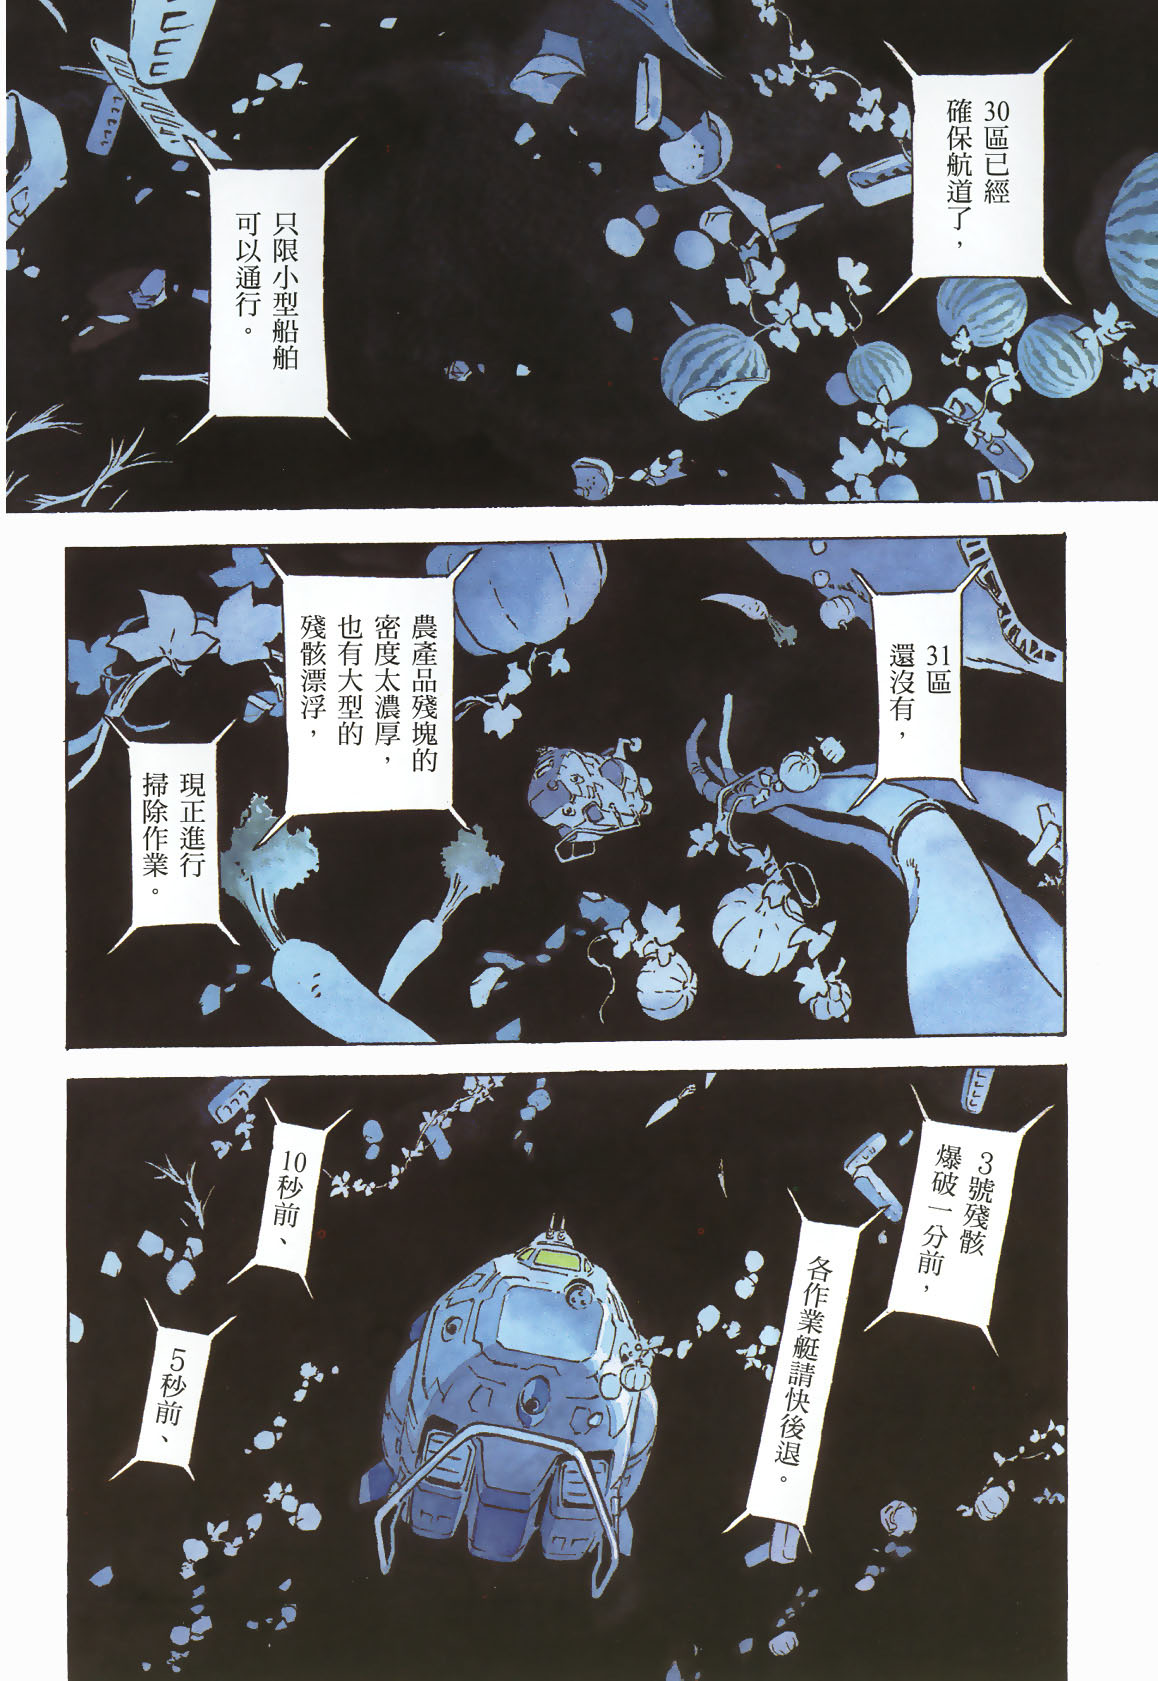 30區已經
確保航道了，
只限小型船舶
可以通行。
31區
還沒有，
農產品殘塊的
密度太濃厚，
也有大型的
殘骸漂浮，
現正進行
掃除作業。
3號殘骸
爆破一分前，
各作業艇請快後退。
10秒前、
5秒前、